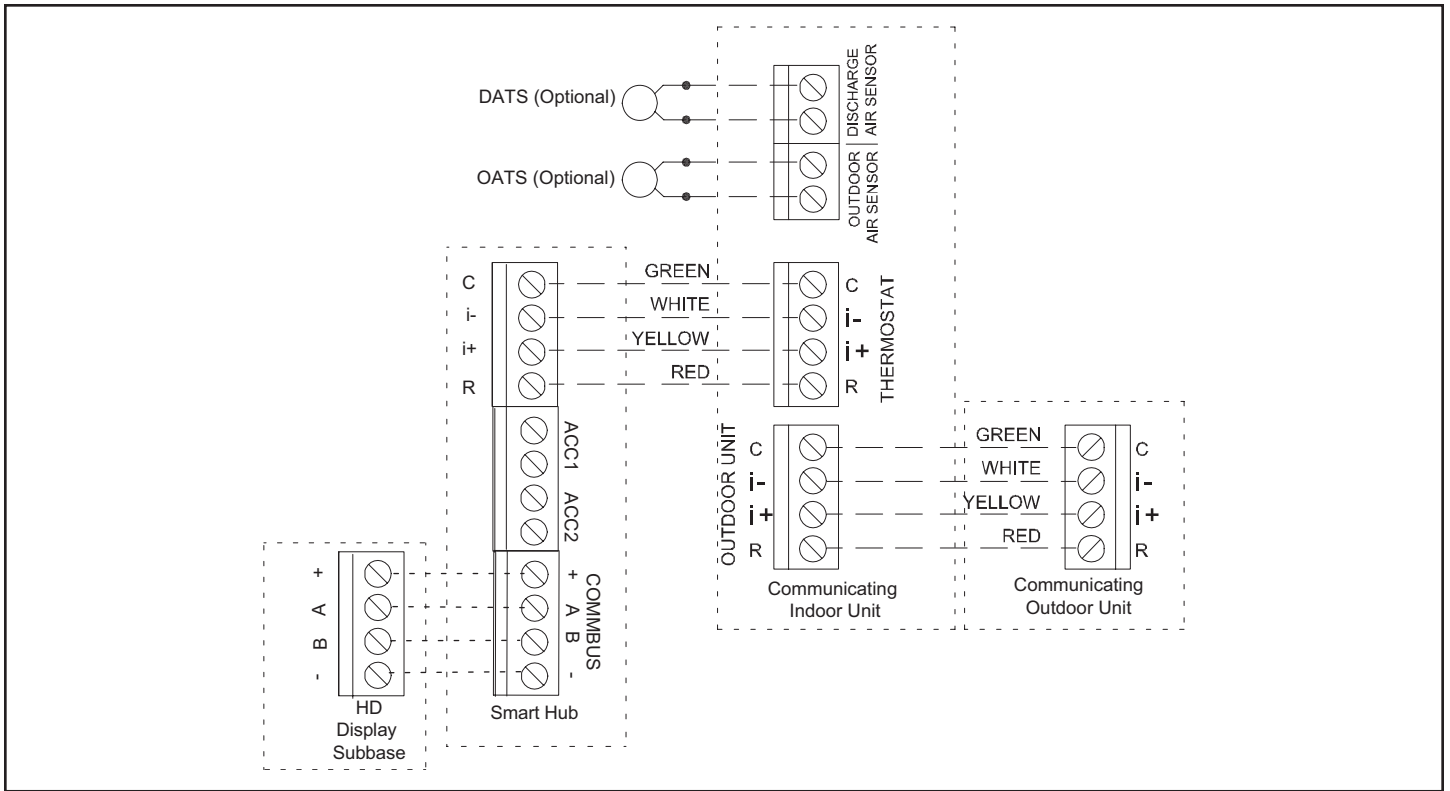 DATS (Optional)
DISCHARGE
AIR SENSOR
OATS (Optional)
OUTDOOR
AIR SENSOR
C
GREEN
C
i-
WHITE
i-
i+
YELLOW
i+
R
RED
R
THERMOSTAT
ACC1
ACC2
OUTDOOR UNIT
C
GREEN
C
i-
WHITE
i-
i+
YELLOW
i+
R
RED
R
+
+
A
A
B
B
-
-
COMMBUS
Communicating
Indoor Unit
Communicating
Outdoor Unit
HD
Display
Subbase
Smart Hub